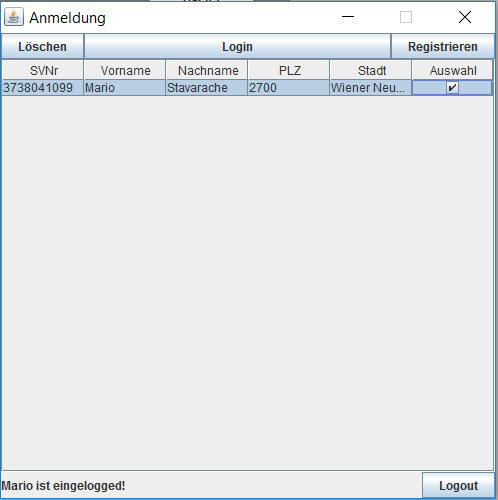 Anmeldung
Löschen Login Registrieren
SVNr Vorname Nachname PLZ Stadt Auswahl
3738041099 Mario Stavarache 2700 Wiener Neu...
Mario ist eingelogged! Logout